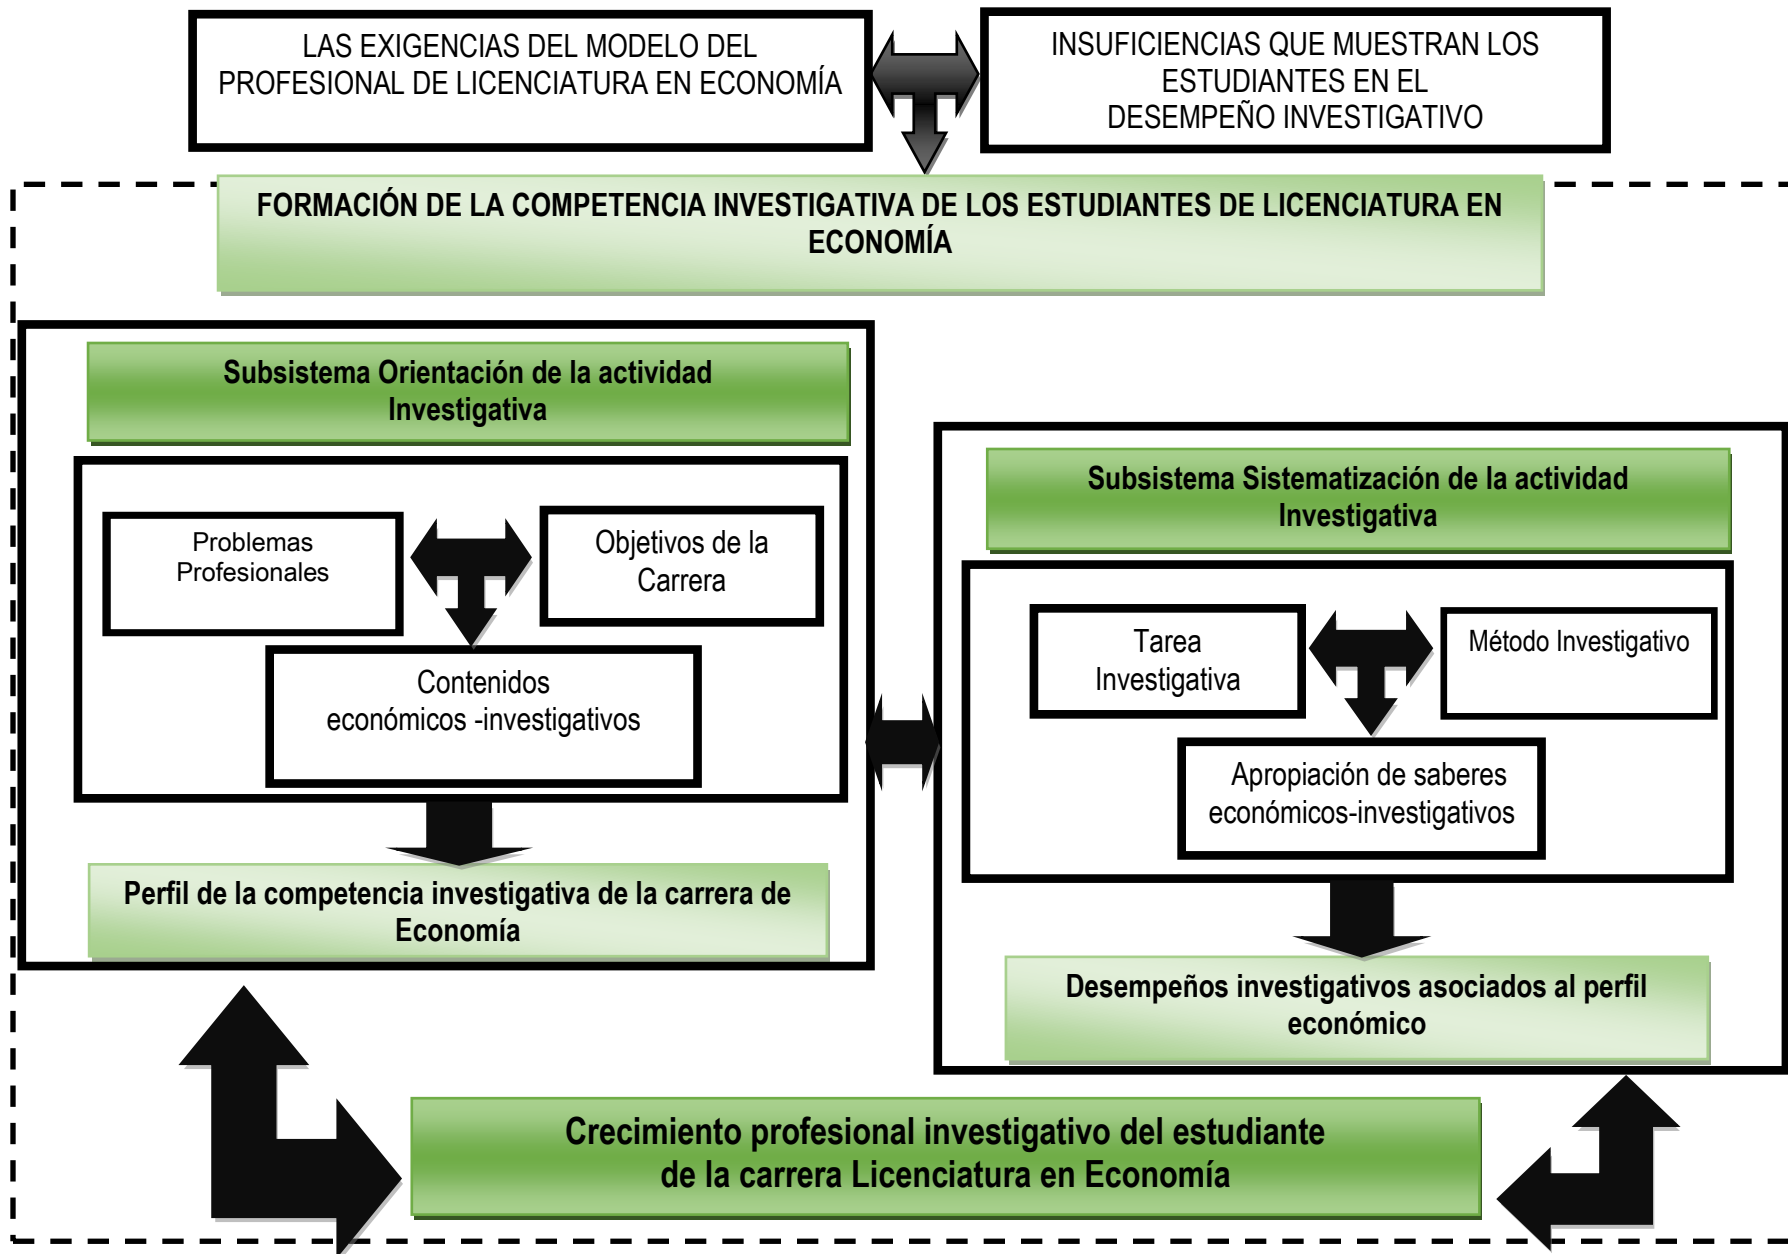 LAS EXIGENCIAS DEL MODELO DEL
PROFESIONAL DE LICENCIATURA EN ECONOMÍA
INSUFICIENCIAS QUE MUESTRAN LOS
ESTUDIANTES EN EL
DESEMPEÑO INVESTIGATIVO
FORMACIÓN DE LA COMPETENCIA INVESTIGATIVA DE LOS ESTUDIANTES DE LICENCIATURA EN
ECONOMÍA
Subsistema Orientación de la actividad
Investigativa
Problemas
Profesionales
Objetivos de la
Carrera
Contenidos
económicos -investigativos
Perfil de la competencia investigativa de la carrera de
Economía
Subsistema Sistematización de la actividad
Investigativa
Tarea
Investigativa
Método Investigativo
Apropiación de saberes
económicos-investigativos
Desempeños investigativos asociados al perfil
económico
Crecimiento profesional investigativo del estudiante
de la carrera Licenciatura en Economía